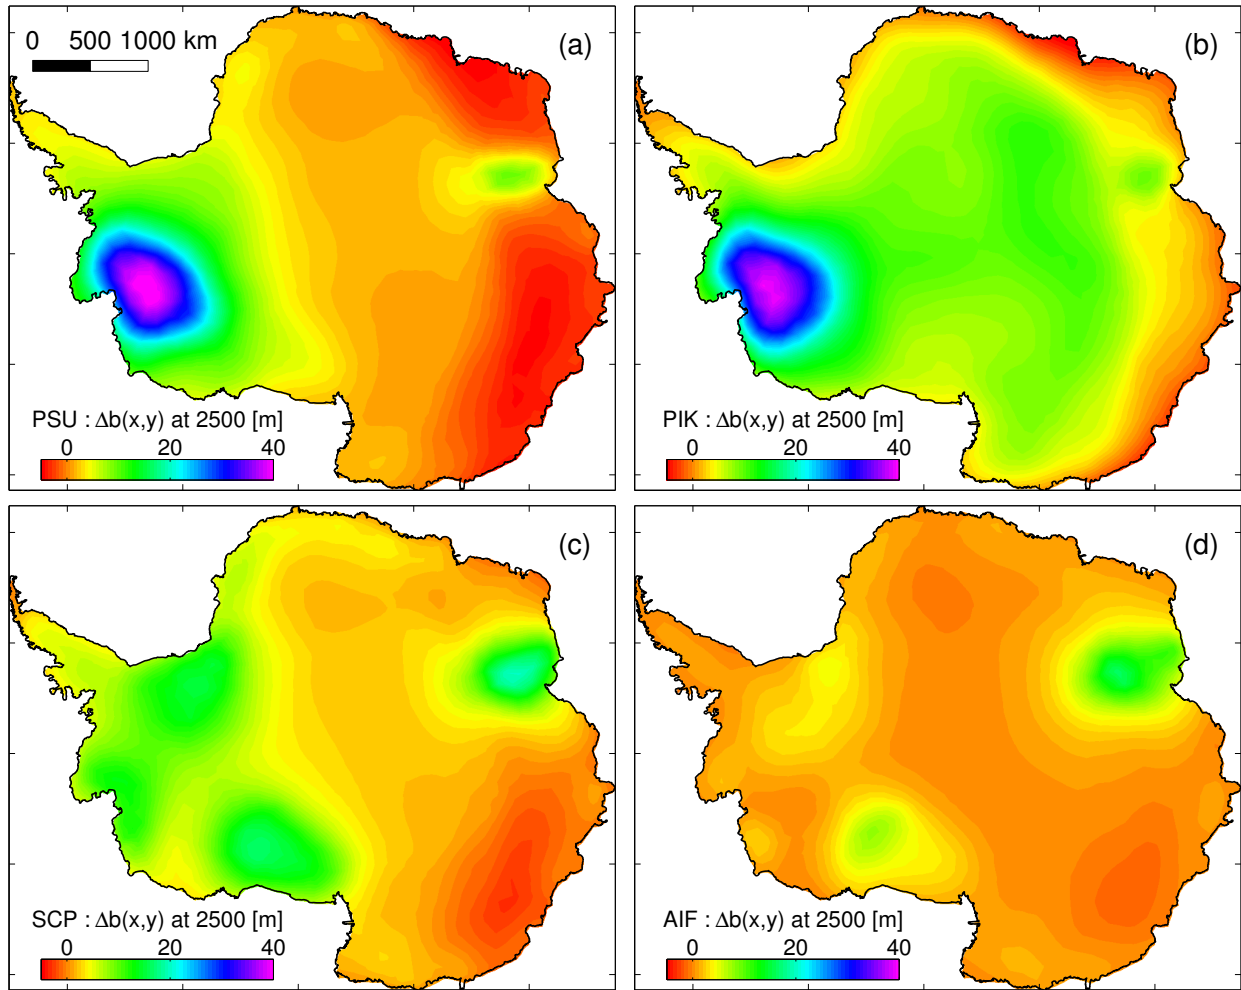 0 500 1000 km
(a)
PSU : Δb(x,y) at 2500 [m]
0 20 40
(b)
PIK : Δb(x,y) at 2500 [m]
0 20 40
(c)
SCP : Δb(x,y) at 2500 [m]
0 20 40
(d)
AIF : Δb(x,y) at 2500 [m]
0 20 40